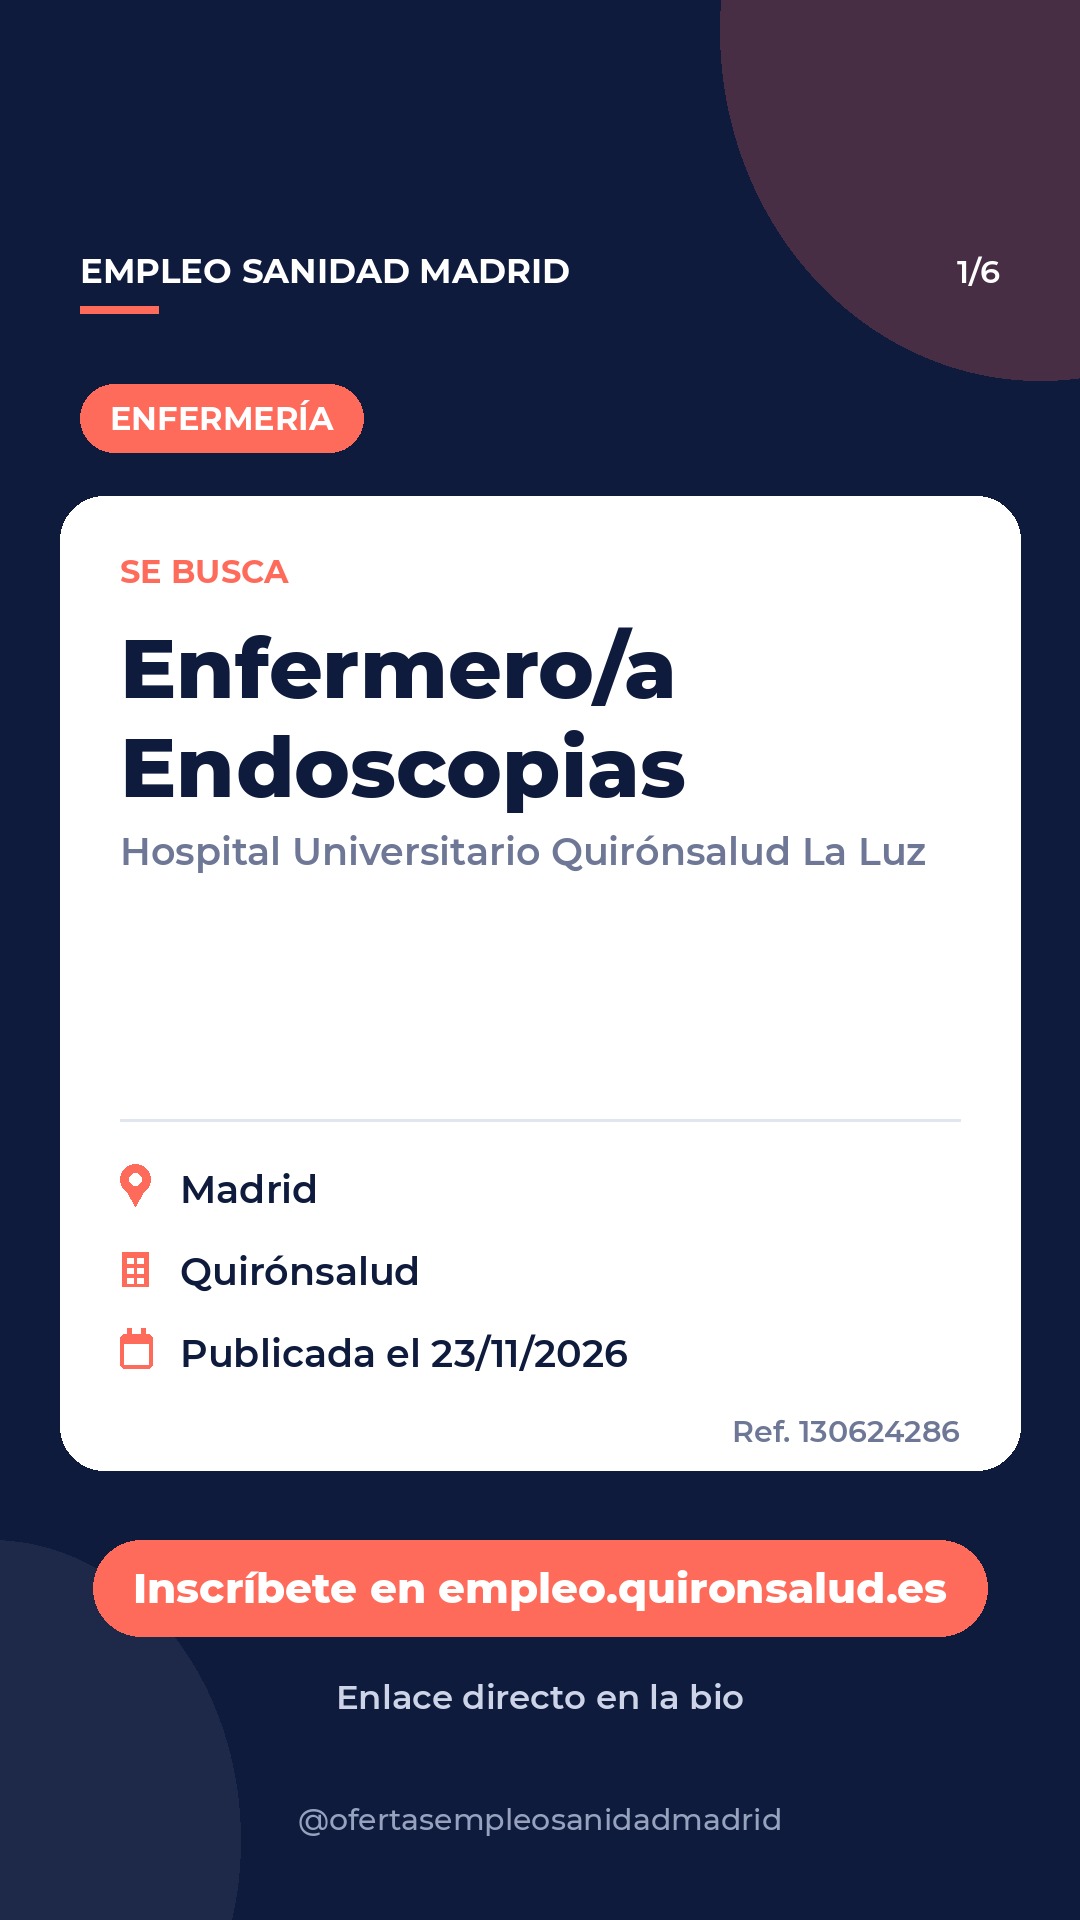 EMPLEO SANIDAD MADRID
1/6
ENFERMERÍA
SE BUSCA
Enfermero/a
Endoscopias
Hospital Universitario Quirónsalud La Luz
Madrid
Quirónsalud
Publicada el 23/11/2026
Ref. 130624286
Inscríbete en empleo.quironsalud.es
Enlace directo en la bio
@ofertasempleosanidadmadrid